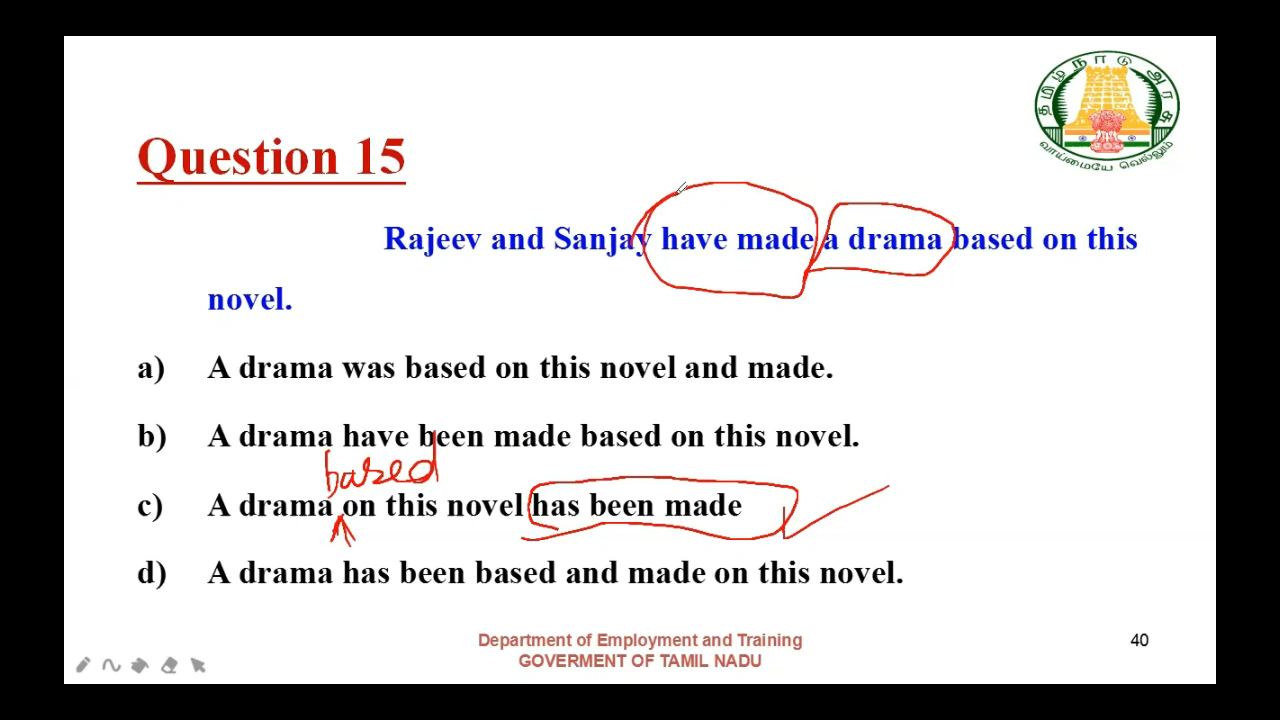 தமிழ்நாடு அரசு
வாய்மையே வெல்லும்
Question 15
Rajeev and Sanjay have made a drama based on this
novel.
a) A drama was based on this novel and made.
b) A drama have been made based on this novel.
based
c) A drama on this novel has been made
d) A drama has been based and made on this novel.
Department of Employment and Training
GOVERMENT OF TAMIL NADU
40